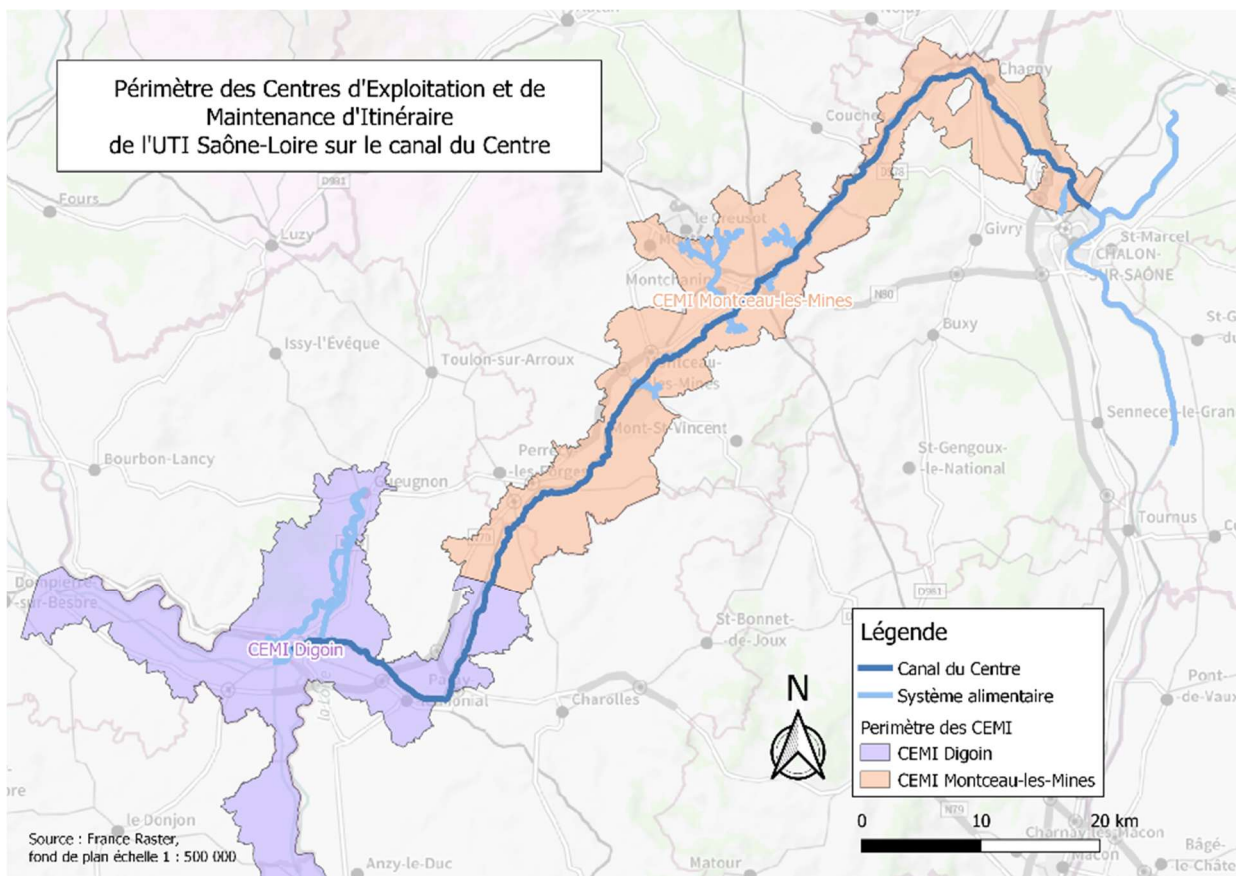 Périmètre des Centres d'Exploitation et de
Maintenance d'Itinéraire
de l'UTI Saône-Loire sur le canal du Centre
Chagny
Couches
D981
D978
Fours
Luzy
le Creusot
Givry
St-Marcel
CHALON-
SUR-SAÔNE
Montchanin
CEMI Montceau-les-Mines
N80
Buxy
Issy-l'Évêque
Toulon-sur-Arroux
Montceau-
les-Mines
Sennecey-le-Grand
Mont-St-Vincent
St-Gengoux-
le-National
Bourbon-Lancy
Gueugnon
les-Forges
Tournus
N70
Dompierre-
sur-Besbre
CEMI Digoin
St-Bonnet-
de-Joux
D981
Charolles
Pont-
de-Vaux
Légende
Canal du Centre
Système alimentaire
Perimètre des CEMI
CEMI Digoin
CEMI Montceau-les-Mines
N
N79
0 10 20 km
Charnay-lès-Mâcon
Mâcon
Bâgé-
le-Châtel
le Donjon
Source : France Raster,
fond de plan échelle 1 : 500 000
Anzy-le-Duc
Matour